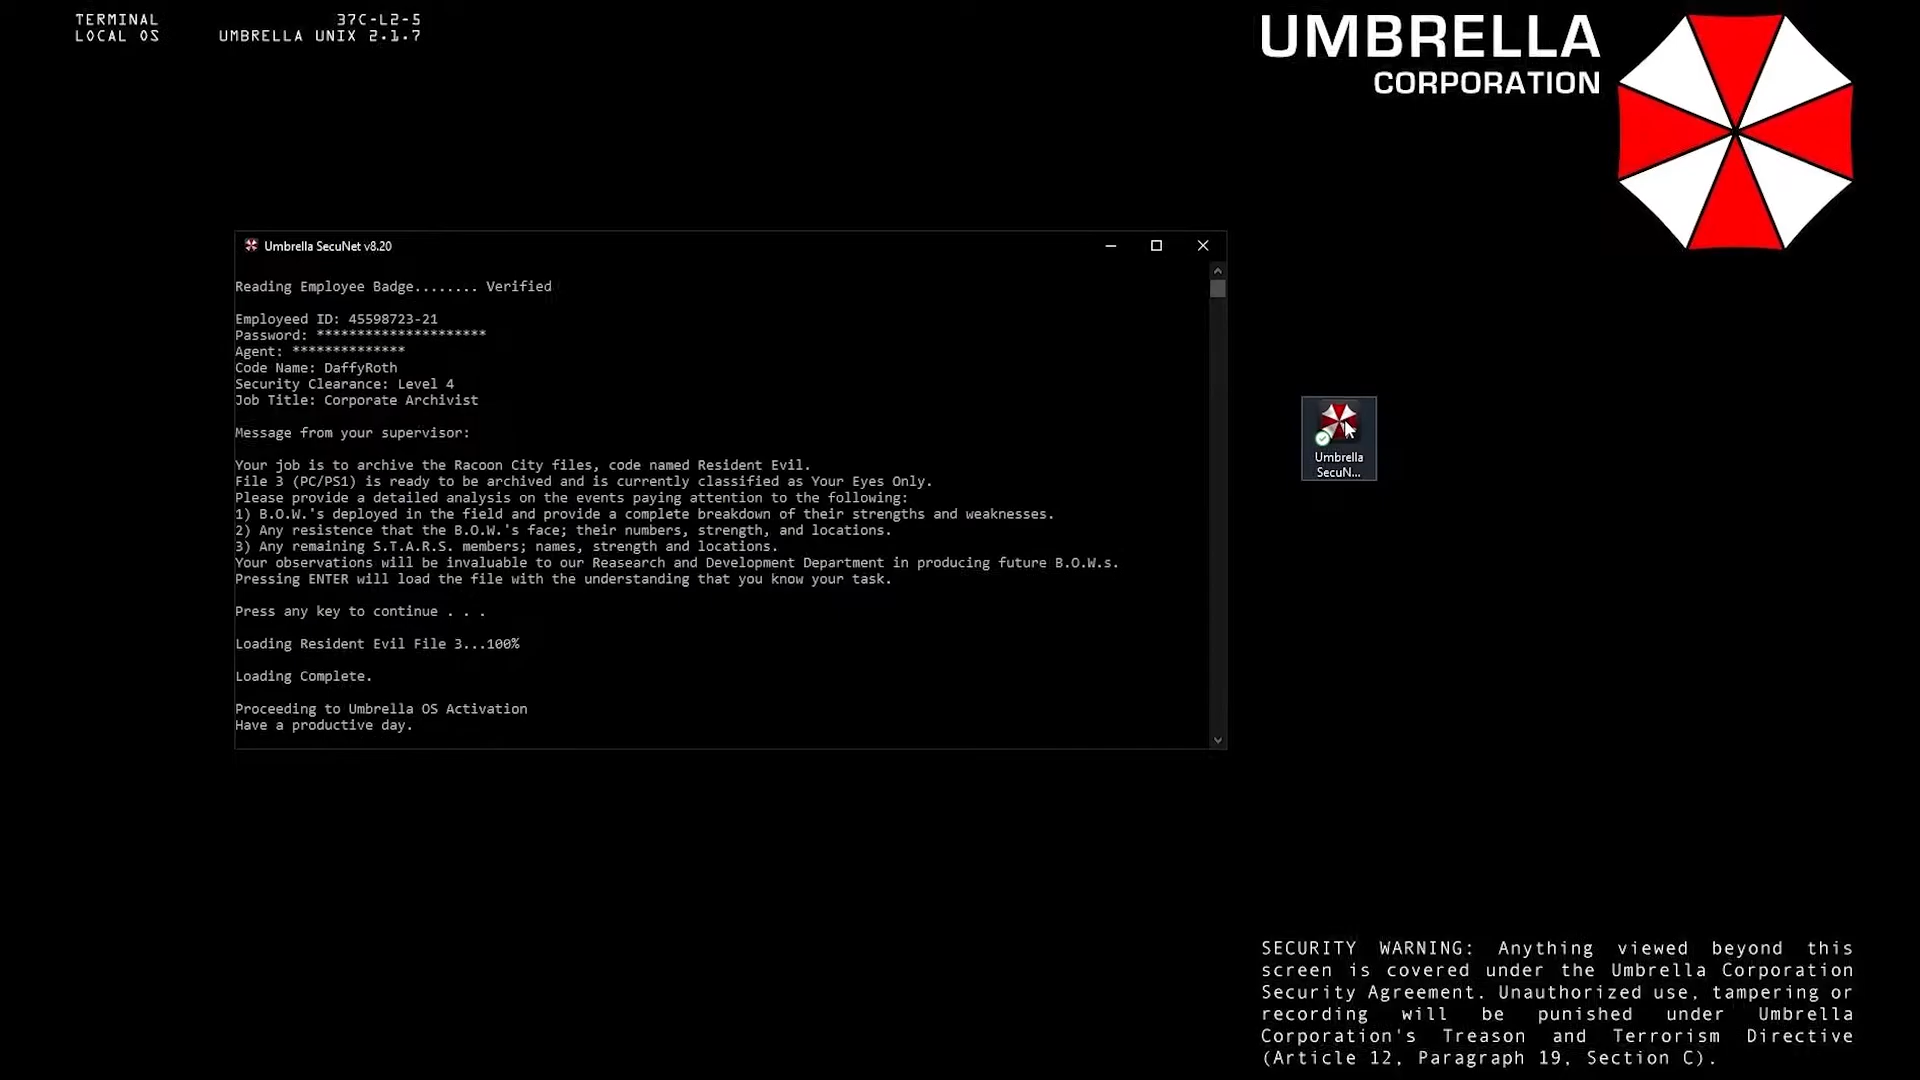 TERMINAL 37C-L2-5
LOCAL OS UMBRELLA UNIX 2.1.7
UMBRELLA
CORPORATION
Umbrella SecuNet v8.20
Reading Employee Badge........ Verified
Employeed ID: 45598723-21
Password: *********************
Agent: **************
Code Name: DaffyRoth
Security Clearance: Level 4
Job Title: Corporate Archivist
Message from your supervisor:
Your job is to archive the Racoon City files, code named Resident Evil.
File 3 (PC/PS1) is ready to be archived and is currently classified as Your Eyes Only.
Please provide a detailed analysis on the events paying attention to the following:
1) B.O.W.'s deployed in the field and provide a complete breakdown of their strengths and weaknesses.
2) Any resistence that the B.O.W.'s face; their numbers, strength, and locations.
3) Any remaining S.T.A.R.S. members; names, strength and locations.
Your observations will be invaluable to our Reasearch and Development Department in producing future B.O.W.s.
Pressing ENTER will load the file with the understanding that you know your task.
Press any key to continue . . .
Loading Resident Evil File 3...100%
Loading Complete.
Proceeding to Umbrella OS Activation
Have a productive day.
Umbrella
SecuN...
SECURITY WARNING: Anything viewed beyond this
screen is covered under the Umbrella Corporation
Security Agreement. Unauthorized use, tampering or
recording will be punished under Umbrella
Corporation's Treason and Terrorism Directive
(Article 12, Paragraph 19, Section C).